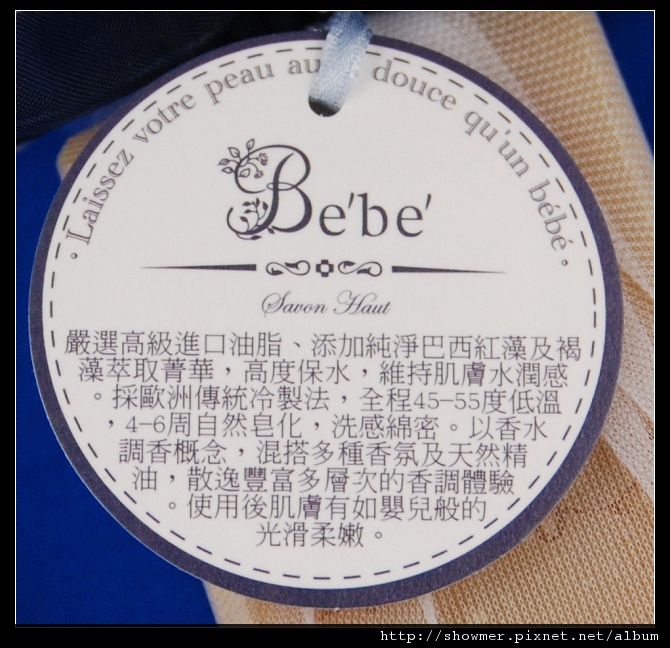 • Laissez votre peau au douce qu'un bébé •
Be'be'
Savon Haut
嚴選高級進口油脂、添加純淨巴西紅藻及褐
藻萃取菁華，高度保水，維持肌膚水潤感
。採歐洲傳統冷製法，全程45-55度低溫
，4-6周自然皂化，洗感綿密。以香水
調香概念，混搭多種香氛及天然精
油，散逸豐富多層次的香調體驗
。使用後肌膚有如嬰兒般的
光滑柔嫩。
http://showmer.pixnet.net/album